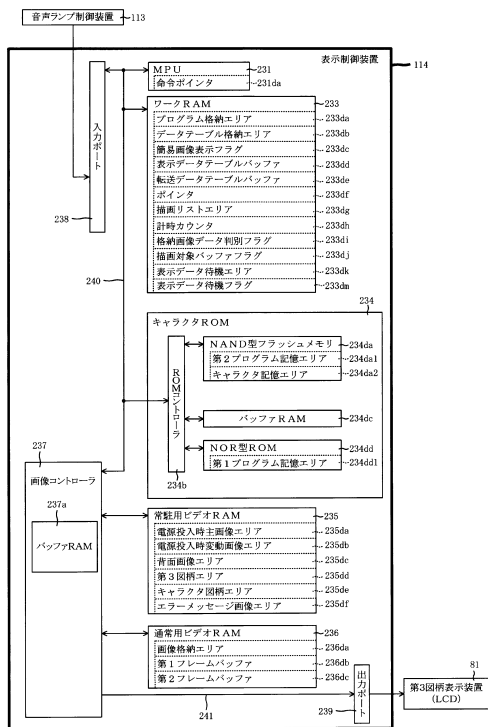 音声ランプ制御装置
113
表示制御装置
114
MPU
231
命令ポインタ
231da
入力ポート
238
ワークRAM
233
プログラム格納エリア
233da
データテーブル格納エリア
233db
簡易画像表示フラグ
233dc
表示データテーブルバッファ
233dd
転送データテーブルバッファ
233de
ポインタ
233df
描画リストエリア
233dg
計時カウンタ
233dh
格納画像データ判別フラグ
233di
描画対象バッファフラグ
233dj
表示データ待機エリア
233dk
表示データ待機フラグ
233dm
240
234
キャラクタROM
NAND型フラッシュメモリ
234da
第2プログラム記憶エリア
234da1
キャラクタ記憶エリア
234da2
ROMコントローラ
234b
バッファRAM
234dc
NOR型ROM
234dd
第1プログラム記憶エリア
234dd1
237
画像コントローラ
237a
バッファRAM
常駐用ビデオRAM
235
電源投入時主画像エリア
235da
電源投入時変動画像エリア
235db
背面画像エリア
235dc
第3図柄エリア
235dd
キャラクタ図柄エリア
235de
エラーメッセージ画像エリア
235df
通常用ビデオRAM
236
画像格納エリア
236da
第1フレームバッファ
236db
第2フレームバッファ
236dc
241
出力ポート
239
81
第3図柄表示装置
(LCD)